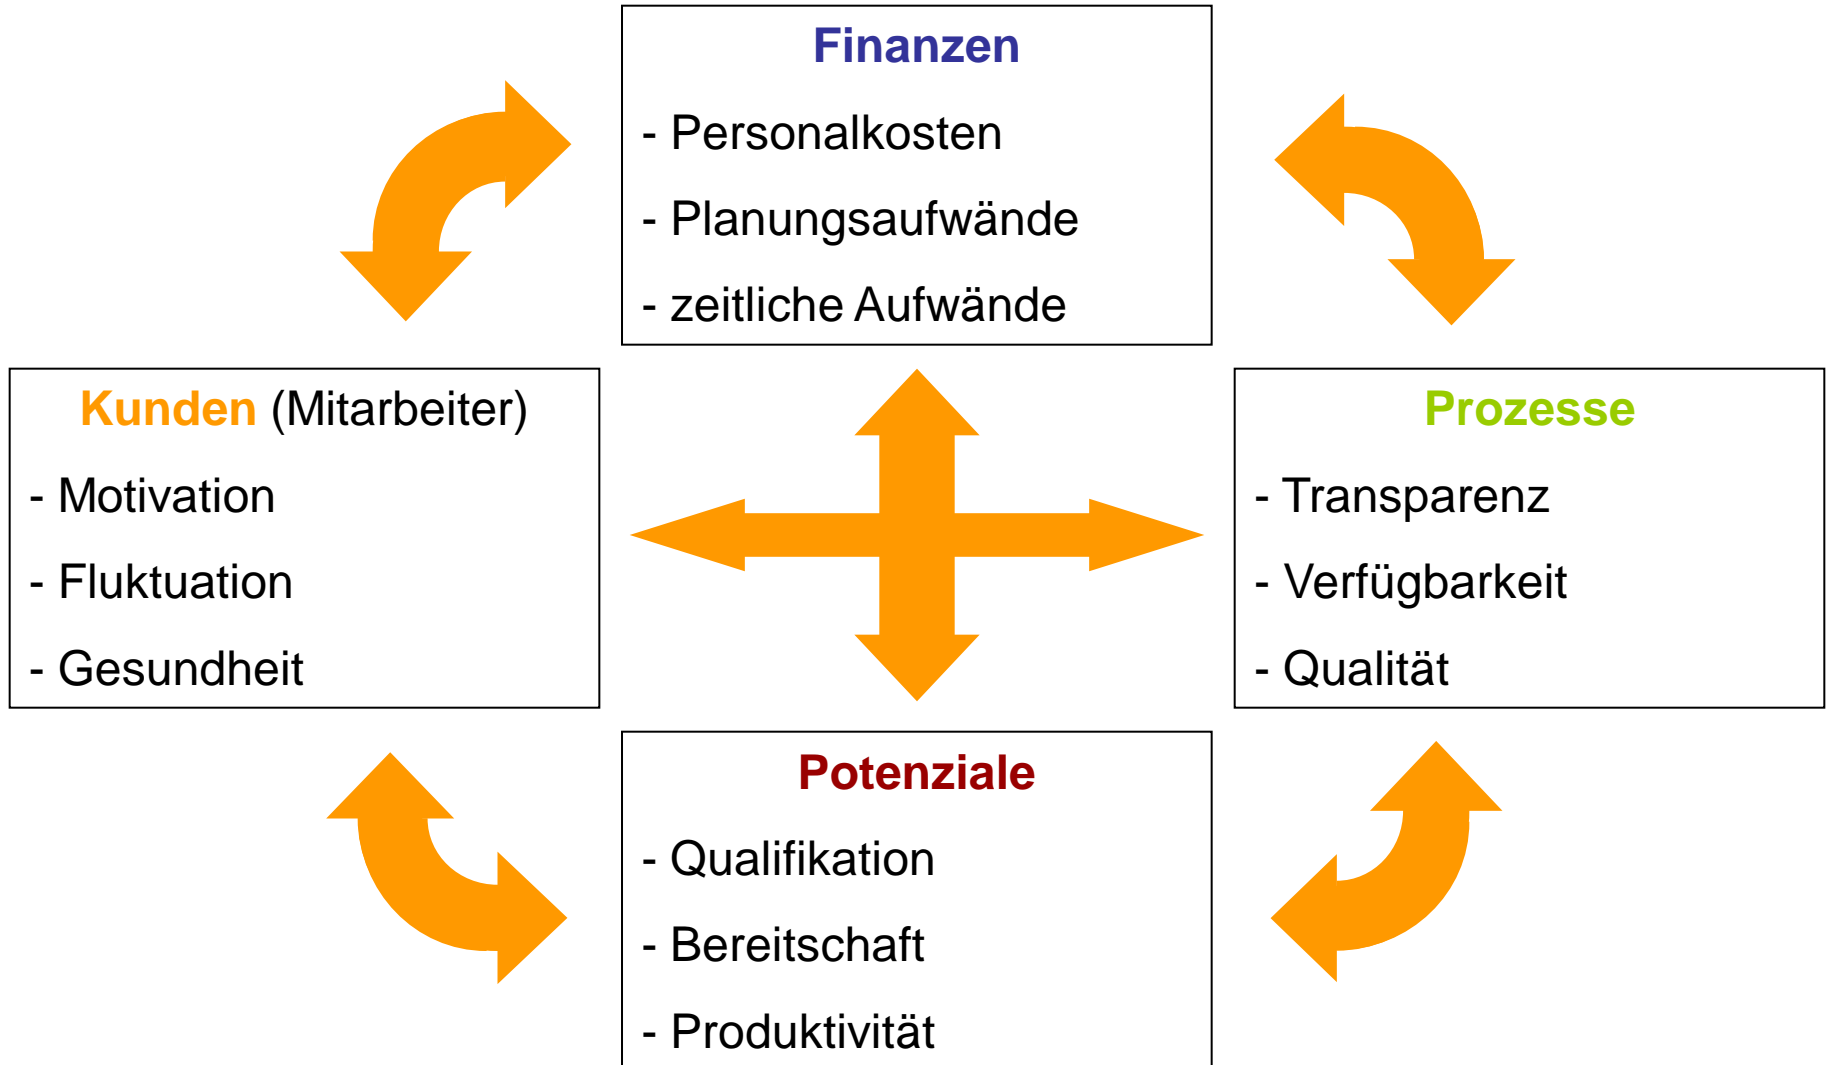 Finanzen
- Personalkosten
- Planungsaufwände
- zeitliche Aufwände
Kunden (Mitarbeiter)
- Motivation
- Fluktuation
- Gesundheit
Prozesse
- Transparenz
- Verfügbarkeit
- Qualität
Potenziale
- Qualifikation
- Bereitschaft
- Produktivität